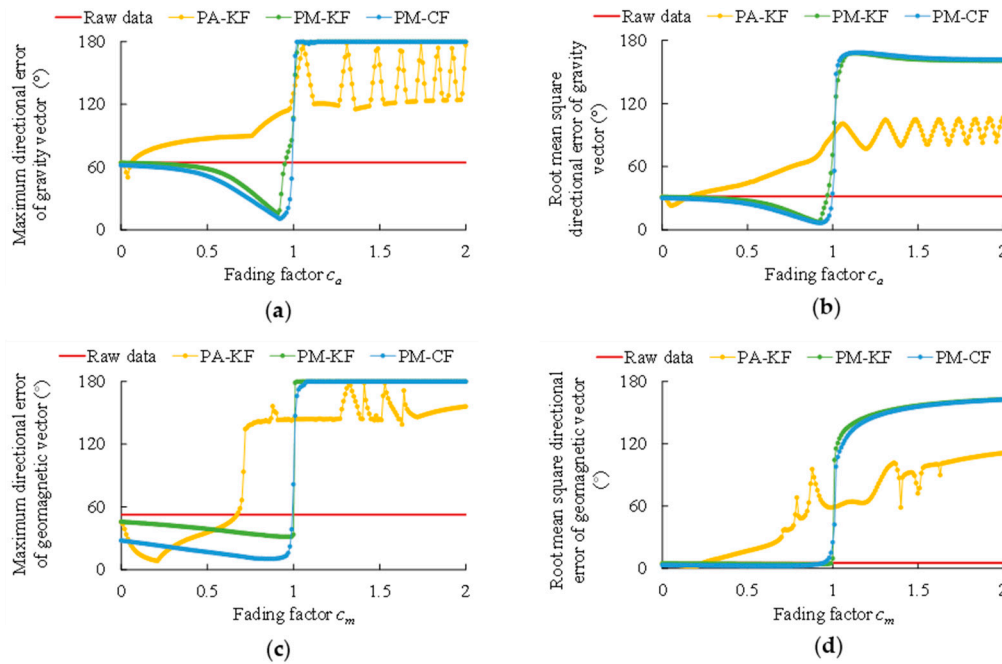 Raw data PA-KF PM-KF PM-CF
Maximum directional error
of gravity vector (°)
180
120
60
0
0 0.5 1 1.5 2
Fading factor cₐ
(a)
Raw data PA-KF PM-KF PM-CF
Root mean square
directional error of gravity
vector (°)
180
120
60
0
0 0.5 1 1.5 2
Fading factor cₐ
(b)
Raw data PA-KF PM-KF PM-CF
Maximum directional error
of geomagnetic vector (°)
180
120
60
0
0 0.5 1 1.5 2
Fading factor cₘ
(c)
Raw data PA-KF PM-KF PM-CF
Root mean square directional
error of geomagnetic vector
(°)
180
120
60
0
0 0.5 1 1.5 2
Fading factor cₘ
(d)